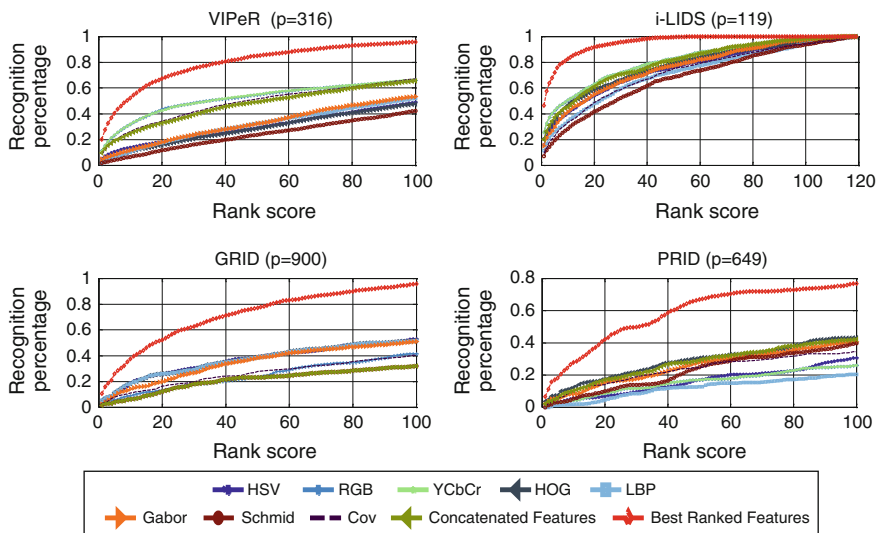 VIPeR (p=316)
Recognition
percentage
1
0.8
0.6
0.4
0.2
0
0 20 40 60 80 100
Rank score
i-LIDS (p=119)
Recognition
percentage
1
0.8
0.6
0.4
0.2
0
0 20 40 60 80 100 120
Rank score
GRID (p=900)
Recognition
percentage
1
0.8
0.6
0.4
0.2
0
0 20 40 60 80 100
Rank score
PRID (p=649)
Recognition
percentage
0.8
0.6
0.4
0.2
0
0 20 40 60 80 100
Rank score
HSV RGB YCbCr HOG LBP
Gabor Schmid Cov Concatenated Features Best Ranked Features